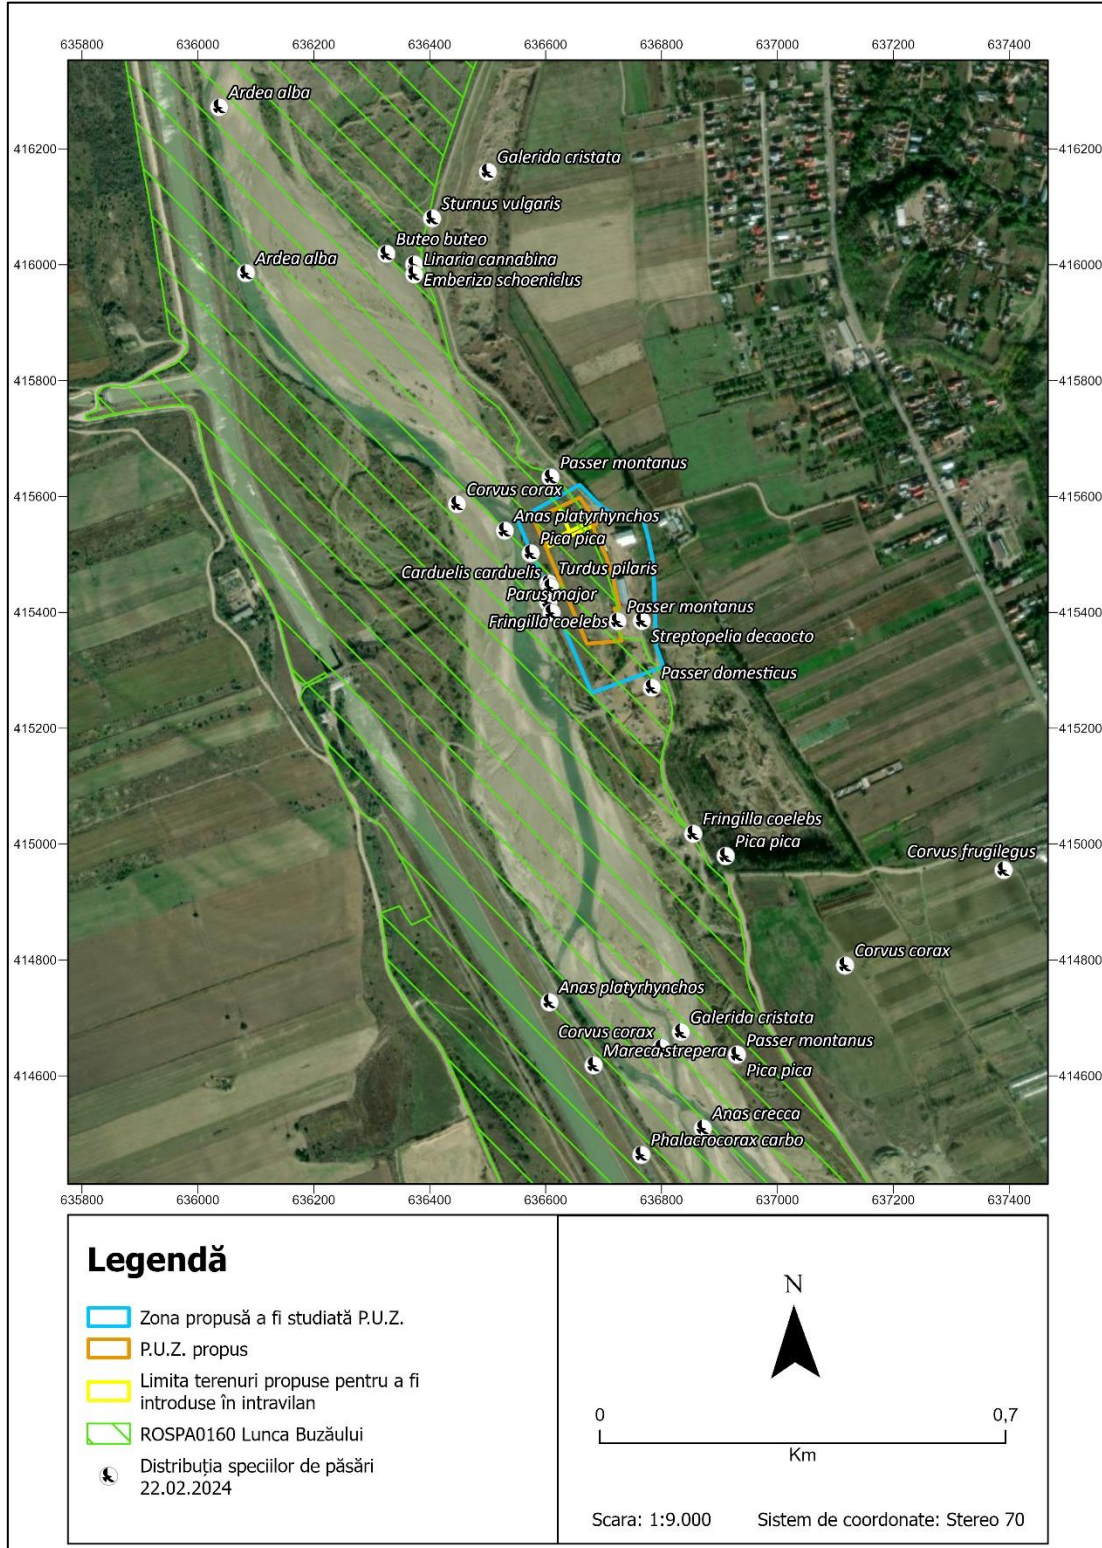 635800 636000 636200 636400 636600 636800 637000 637200 637400
Ardea alba
416200 416200
Galerida cristata
Sturnus vulgaris
Buteo buteo
Ardea alba Linaria cannabina
416000 416000
Emberiza schoeniclus
415800 415800
Passer montanus
Corvus corax
415600 415600
Anas platyrhynchos
Pica pica
Carduelis carduelis Turdus pilaris
Parus major Passer montanus
415400 415400
Fringilla coelebs
Streptopelia decaocto
Passer domesticus
415200 415200
Fringilla coelebs
Pica pica
415000 415000
Corvus frugilegus
Corvus corax
414800 414800
Anas platyrhynchos
Galerida cristata
Corvus corax
Passer montanus
Mareca strepera
414600 414600
Pica pica
Anas crecca
Phalacrocorax carbo
635800 636000 636200 636400 636600 636800 637000 637200 637400
Legendă
Zona propusă a fi studiată P.U.Z.
P.U.Z. propus
Limita terenuri propuse pentru a fi
introduse în intravilan
ROSPA0160 Lunca Buzăului
Distribuția speciilor de păsări
22.02.2024
N
0 0,7
Km
Scara: 1:9.000 Sistem de coordonate: Stereo 70